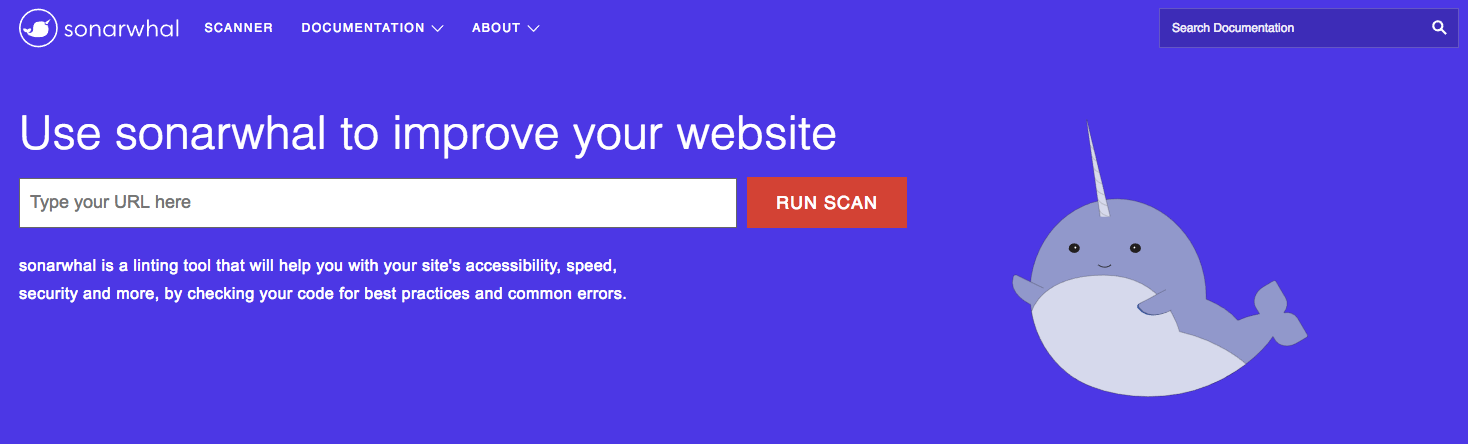 sonarwhal SCANNER DOCUMENTATION ABOUT Search Documentation
Use sonarwhal to improve your website
Type your URL here RUN SCAN
sonarwhal is a linting tool that will help you with your site's accessibility, speed,
security and more, by checking your code for best practices and common errors.